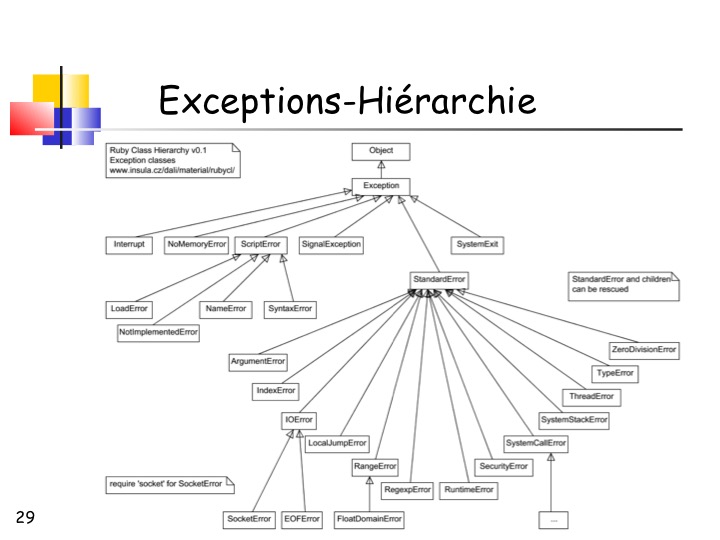 Exceptions-Hiérarchie
Ruby Class Hierarchy v0.1
Exception classes
www.insula.cz/dali/material/rubycl/
Object
Exception
Interrupt
NoMemoryError
ScriptError
SignalException
SystemExit
StandardError
StandardError and children
can be rescued
LoadError
NameError
SyntaxError
NotImplementedError
ZeroDivisionError
ArgumentError
TypeError
IndexError
ThreadError
IOError
SystemStackError
LocalJumpError
SystemCallError
RangeError
SecurityError
require 'socket' for SocketError
RegexpError
RuntimeError
SocketError
EOFError
FloatDomainError
...
29